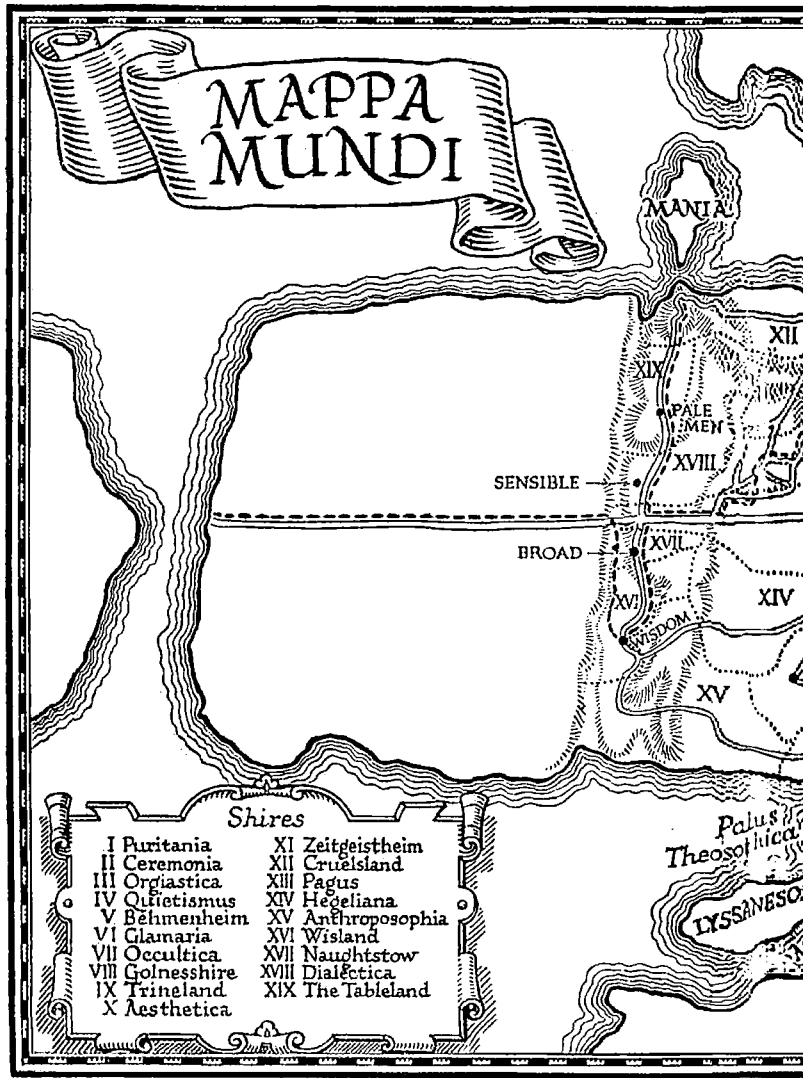 MAPPA
MUNDI
MANIA
XII
XIX
PALE
MEN
XVIII
SENSIBLE
BROAD
XVII
XVI
XIV
WISDOM
XV
Palus
Theosophica
LYSSANESO
Shires
I Puritania
II Ceremonia
III Orgiastica
IV Quietismus
V Behmenheim
VI Glamaria
VII Occultica
VIII Golnesshire
IX Trineland
X Aesthetica
XI Zeitgeistheim
XII Cruelsland
XIII Pagus
XIV Hegeliana
XV Anthroposophia
XVI Wisland
XVII Naughtstow
XVIII Dialectica
XIX The Tableland